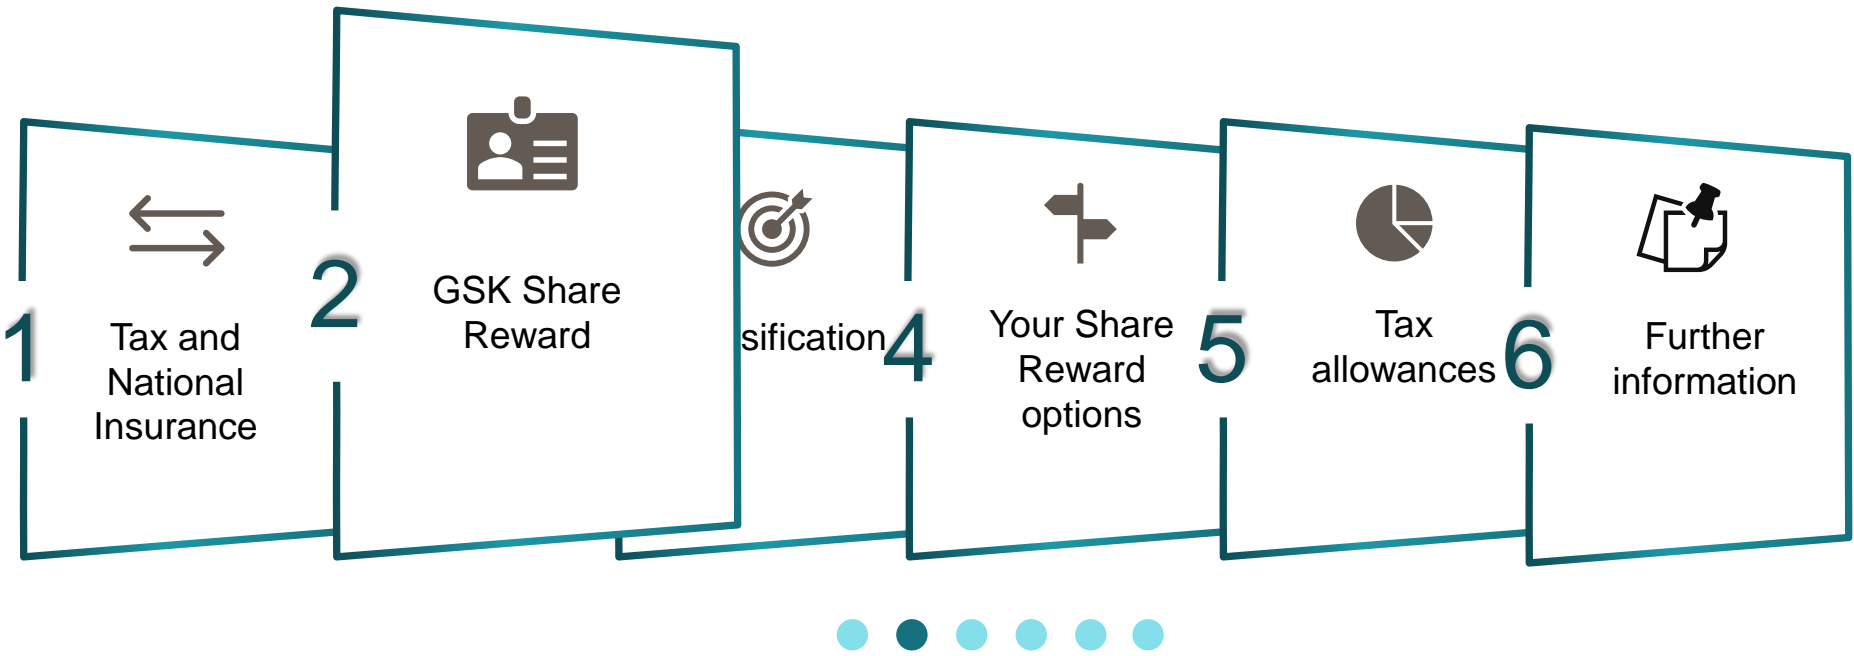 1
Tax and
National
Insurance
2
GSK Share
Reward
sification
4
Your Share
Reward
options
5
Tax
allowances
6
Further
information